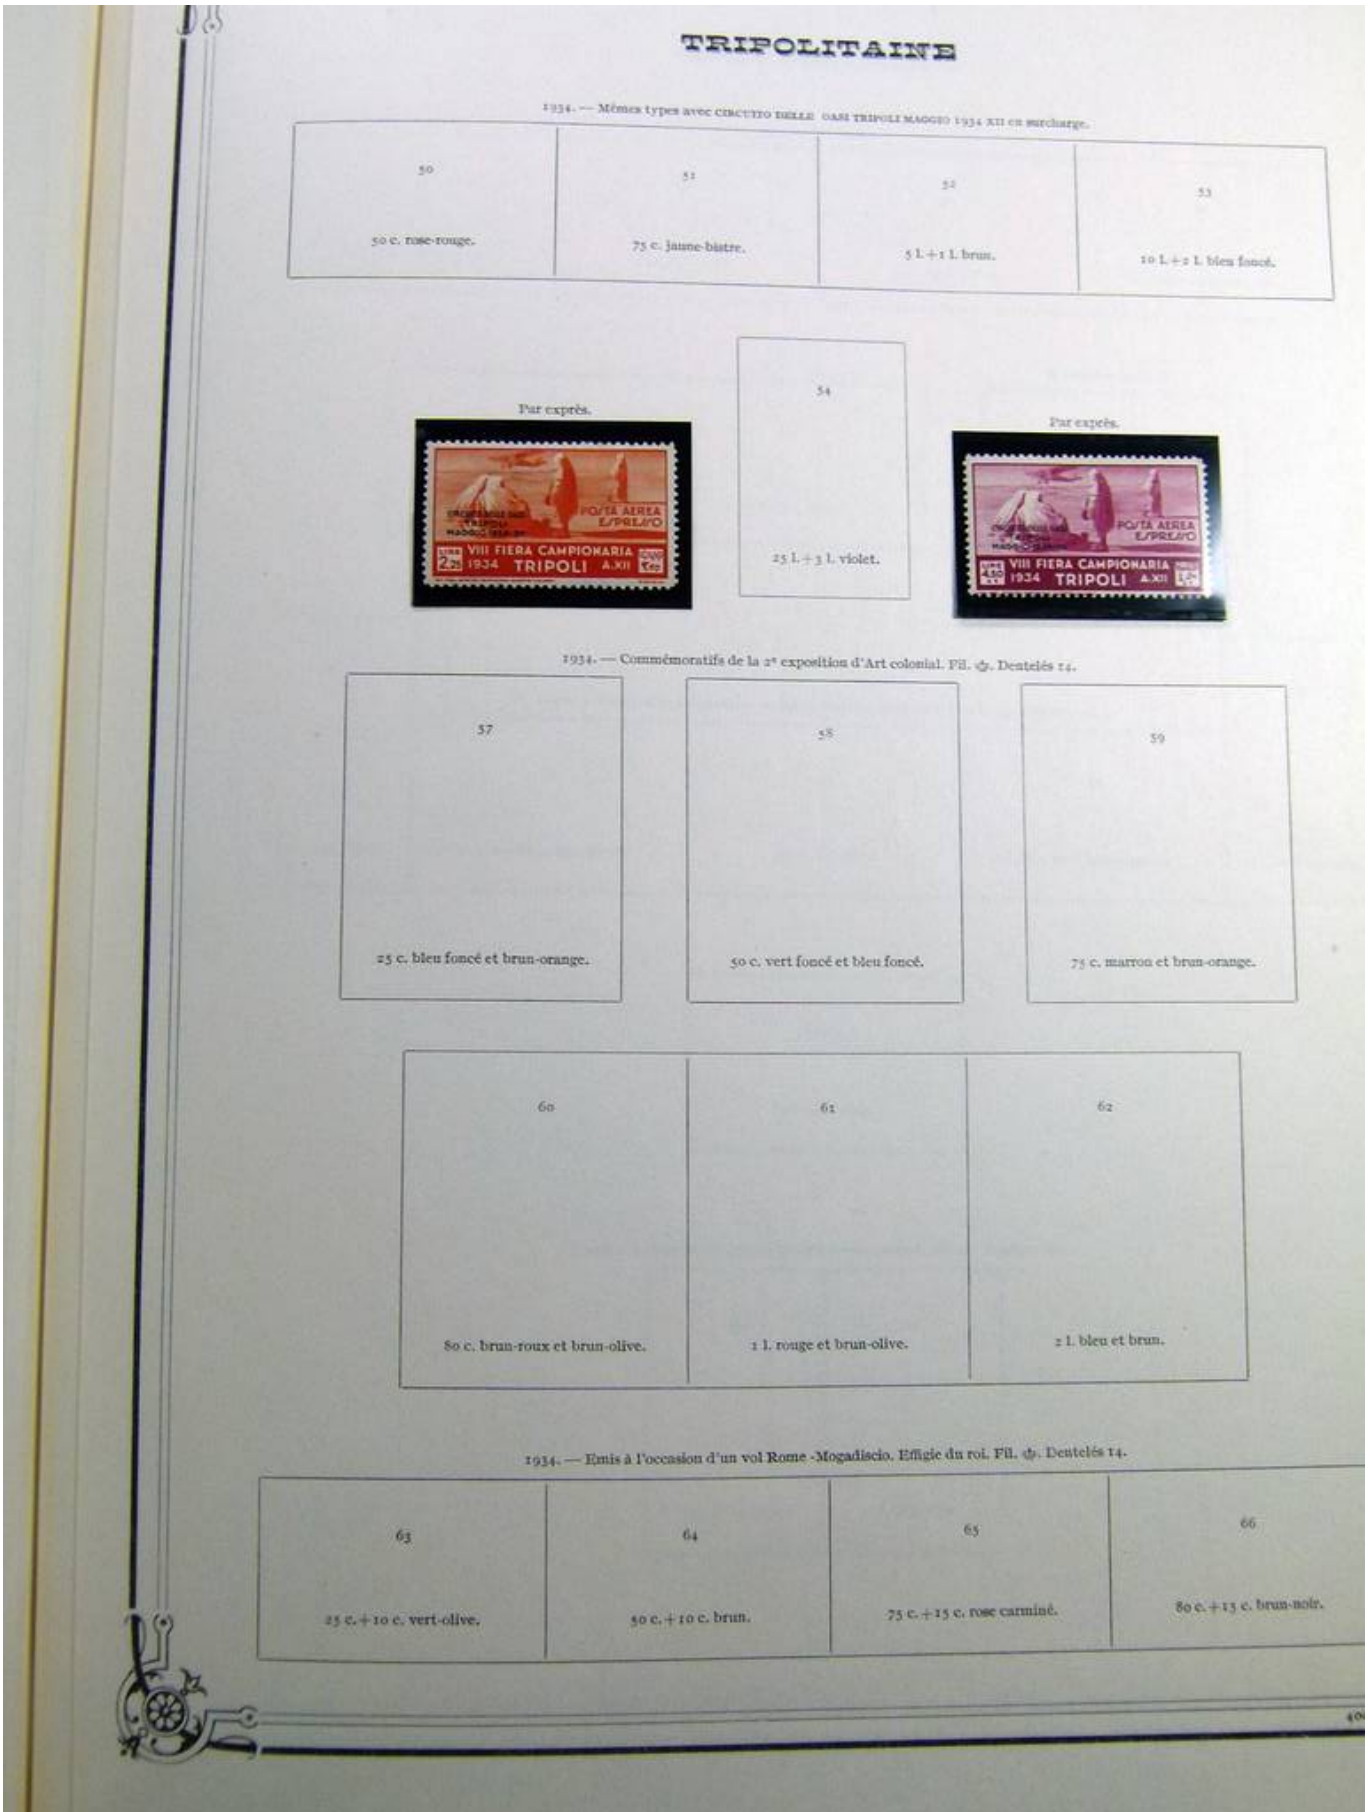 TRIPOLITAINE
1934. — Mêmes types avec CIRCUITO DELLE OASI TRIPOLI MAGGIO 1934 XII en surcharge.
50
51
52
53
50 c. rose-rouge.
75 c. jaune-bistre.
5 l. + 1 l. brun.
10 l. + 2 l. bleu foncé.
Par exprès.
54
Par exprès.
POSTA AEREA
ESPRESSO
TRIPOLI
LIRE
2,25
VIII FIERA CAMPIONARIA
1934 TRIPOLI A.XII
25 l. + 3 l. violet.
POSTA AEREA
ESPRESSO
LIRE
4,50
VIII FIERA CAMPIONARIA
1934 TRIPOLI A.XII
1934. — Commémoratifs de la 2e exposition d'Art colonial. Fil. Dentelés 14.
57
58
59
25 c. bleu foncé et brun-orange.
50 c. vert foncé et bleu foncé.
75 c. marron et brun-orange.
60
61
62
80 c. brun-roux et brun-olive.
1 l. rouge et brun-olive.
2 l. bleu et brun.
1934. — Emis à l'occasion d'un vol Rome -Mogadiscio. Effigie du roi. Fil. Dentelés 14.
63
64
65
66
25 c. + 10 c. vert-olive.
50 c. + 10 c. brun.
75 c. + 15 c. rose carminé.
80 c. + 15 c. brun-noir.